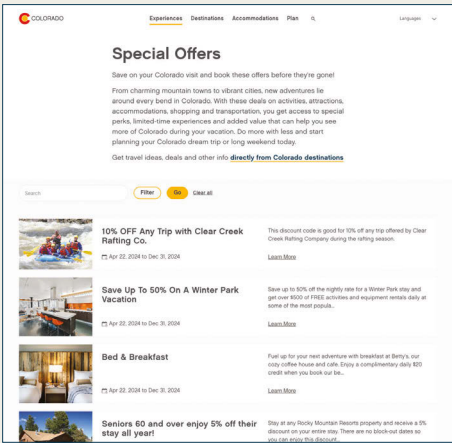 COLORADO
Experiences Destinations Accommodations Plan
Languages
Special Offers
Save on your Colorado visit and book these offers before they're gone!
From charming mountain towns to vibrant cities, new adventures lie
around every bend in Colorado. With these deals on activities, attractions,
accommodations, shopping and transportation, you get access to special
perks, limited-time experiences and added value that can help you see
more of Colorado during your vacation. Do more with less and start
planning your Colorado dream trip or long weekend today.
Get travel ideas, deals and other info directly from Colorado destinations
Search
Filter
Go
Clear all
10% OFF Any Trip with Clear Creek
Rafting Co.
Apr 22, 2024 to Dec 31, 2024
This discount code is good for 10% off any trip offered by Clear
Creek Rafting Company during the rafting season.
Learn More
Save Up To 50% On A Winter Park
Vacation
Apr 22, 2024 to Dec 31, 2024
Save up to 50% off the nightly rate for a Winter Park stay and
get over $500 of FREE activities and equipment rentals daily at
some of the most popula...
Learn More
Bed & Breakfast
Apr 22, 2024 to Dec 31, 2024
Fuel up for your next adventure with breakfast at Betty's, our
cozy coffee house and cafe. Enjoy a complimentary daily $20
credit when you book our be...
Learn More
Seniors 60 and over enjoy 5% off their
stay all year!
Stay at any Rocky Mountain Resorts property and receive a 5%
discount on your entire stay. There are no block-out dates so
you can enjoy this discount...